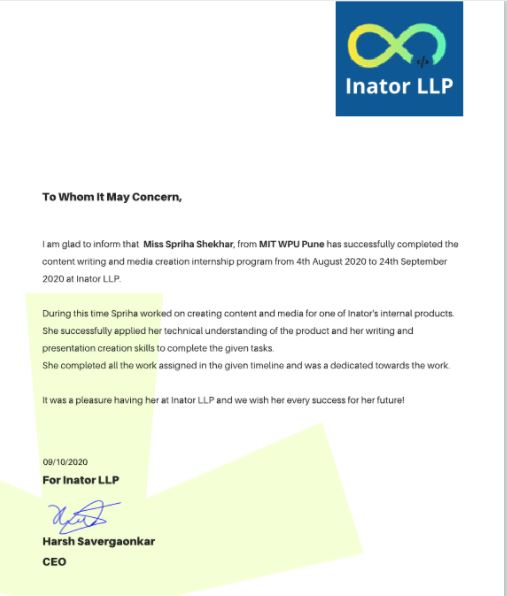 </>
Inator LLP
To Whom It May Concern,
I am glad to inform that Miss Spriha Shekhar, from MIT WPU Pune has successfully completed the
content writing and media creation internship program from 4th August 2020 to 24th September
2020 at Inator LLP.
During this time Spriha worked on creating content and media for one of Inator's internal products.
She successfully applied her technical understanding of the product and her writing and
presentation creation skills to complete the given tasks.
She completed all the work assigned in the given timeline and was a dedicated towards the work.
It was a pleasure having her at Inator LLP and we wish her every success for her future!
09/10/2020
For Inator LLP
Harsh Savergaonkar
CEO